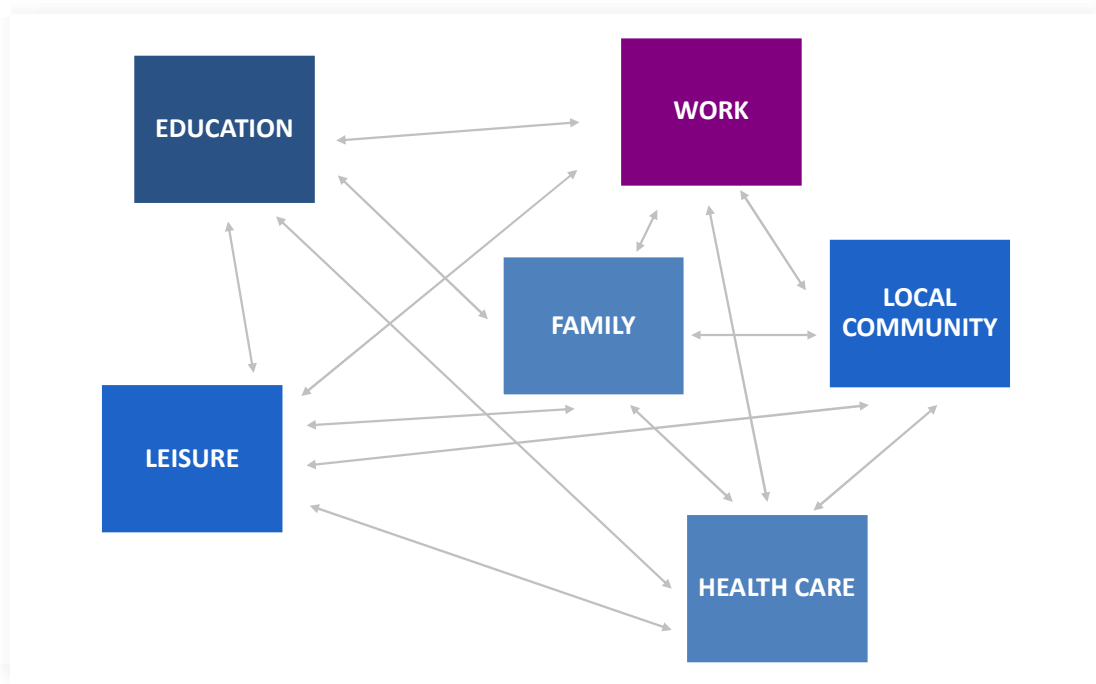 EDUCATION
WORK
FAMILY
LOCAL
COMMUNITY
LEISURE
HEALTH CARE